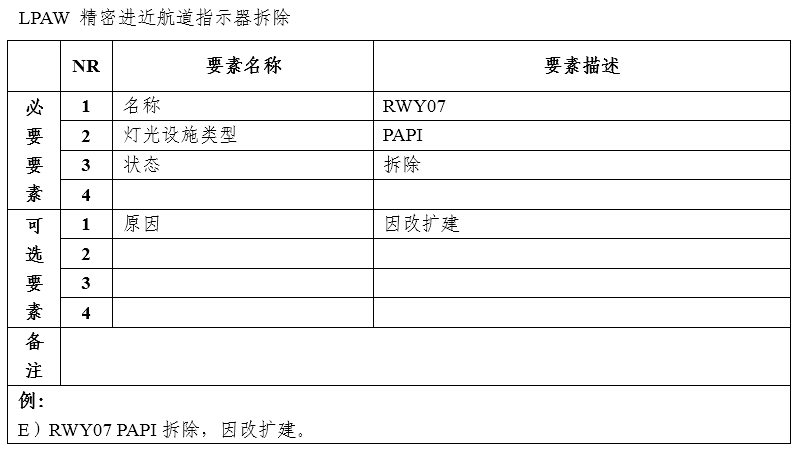 LPAW 精密进近航道指示器拆除
NR 要素名称 要素描述
必要要素
1 名称 RWY07
2 灯光设施类型 PAPI
3 状态 拆除
4
可选要素
1 原因 因改扩建
2
3
4
备注
例：
E）RWY07 PAPI 拆除，因改扩建。